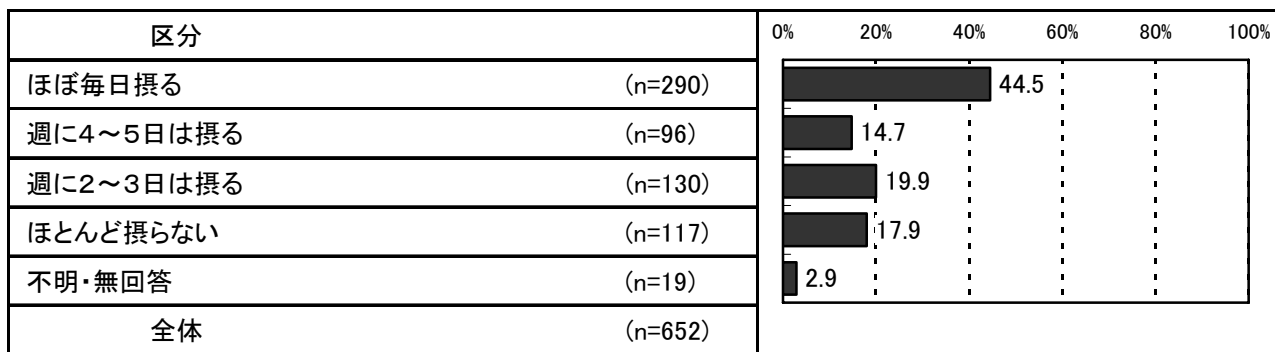 区分 0% 20% 40% 60% 80% 100%
ほぼ毎日摂る (n=290) 44.5
週に4～5日は摂る (n=96) 14.7
週に2～3日は摂る (n=130) 19.9
ほとんど摂らない (n=117) 17.9
不明・無回答 (n=19) 2.9
全体 (n=652)